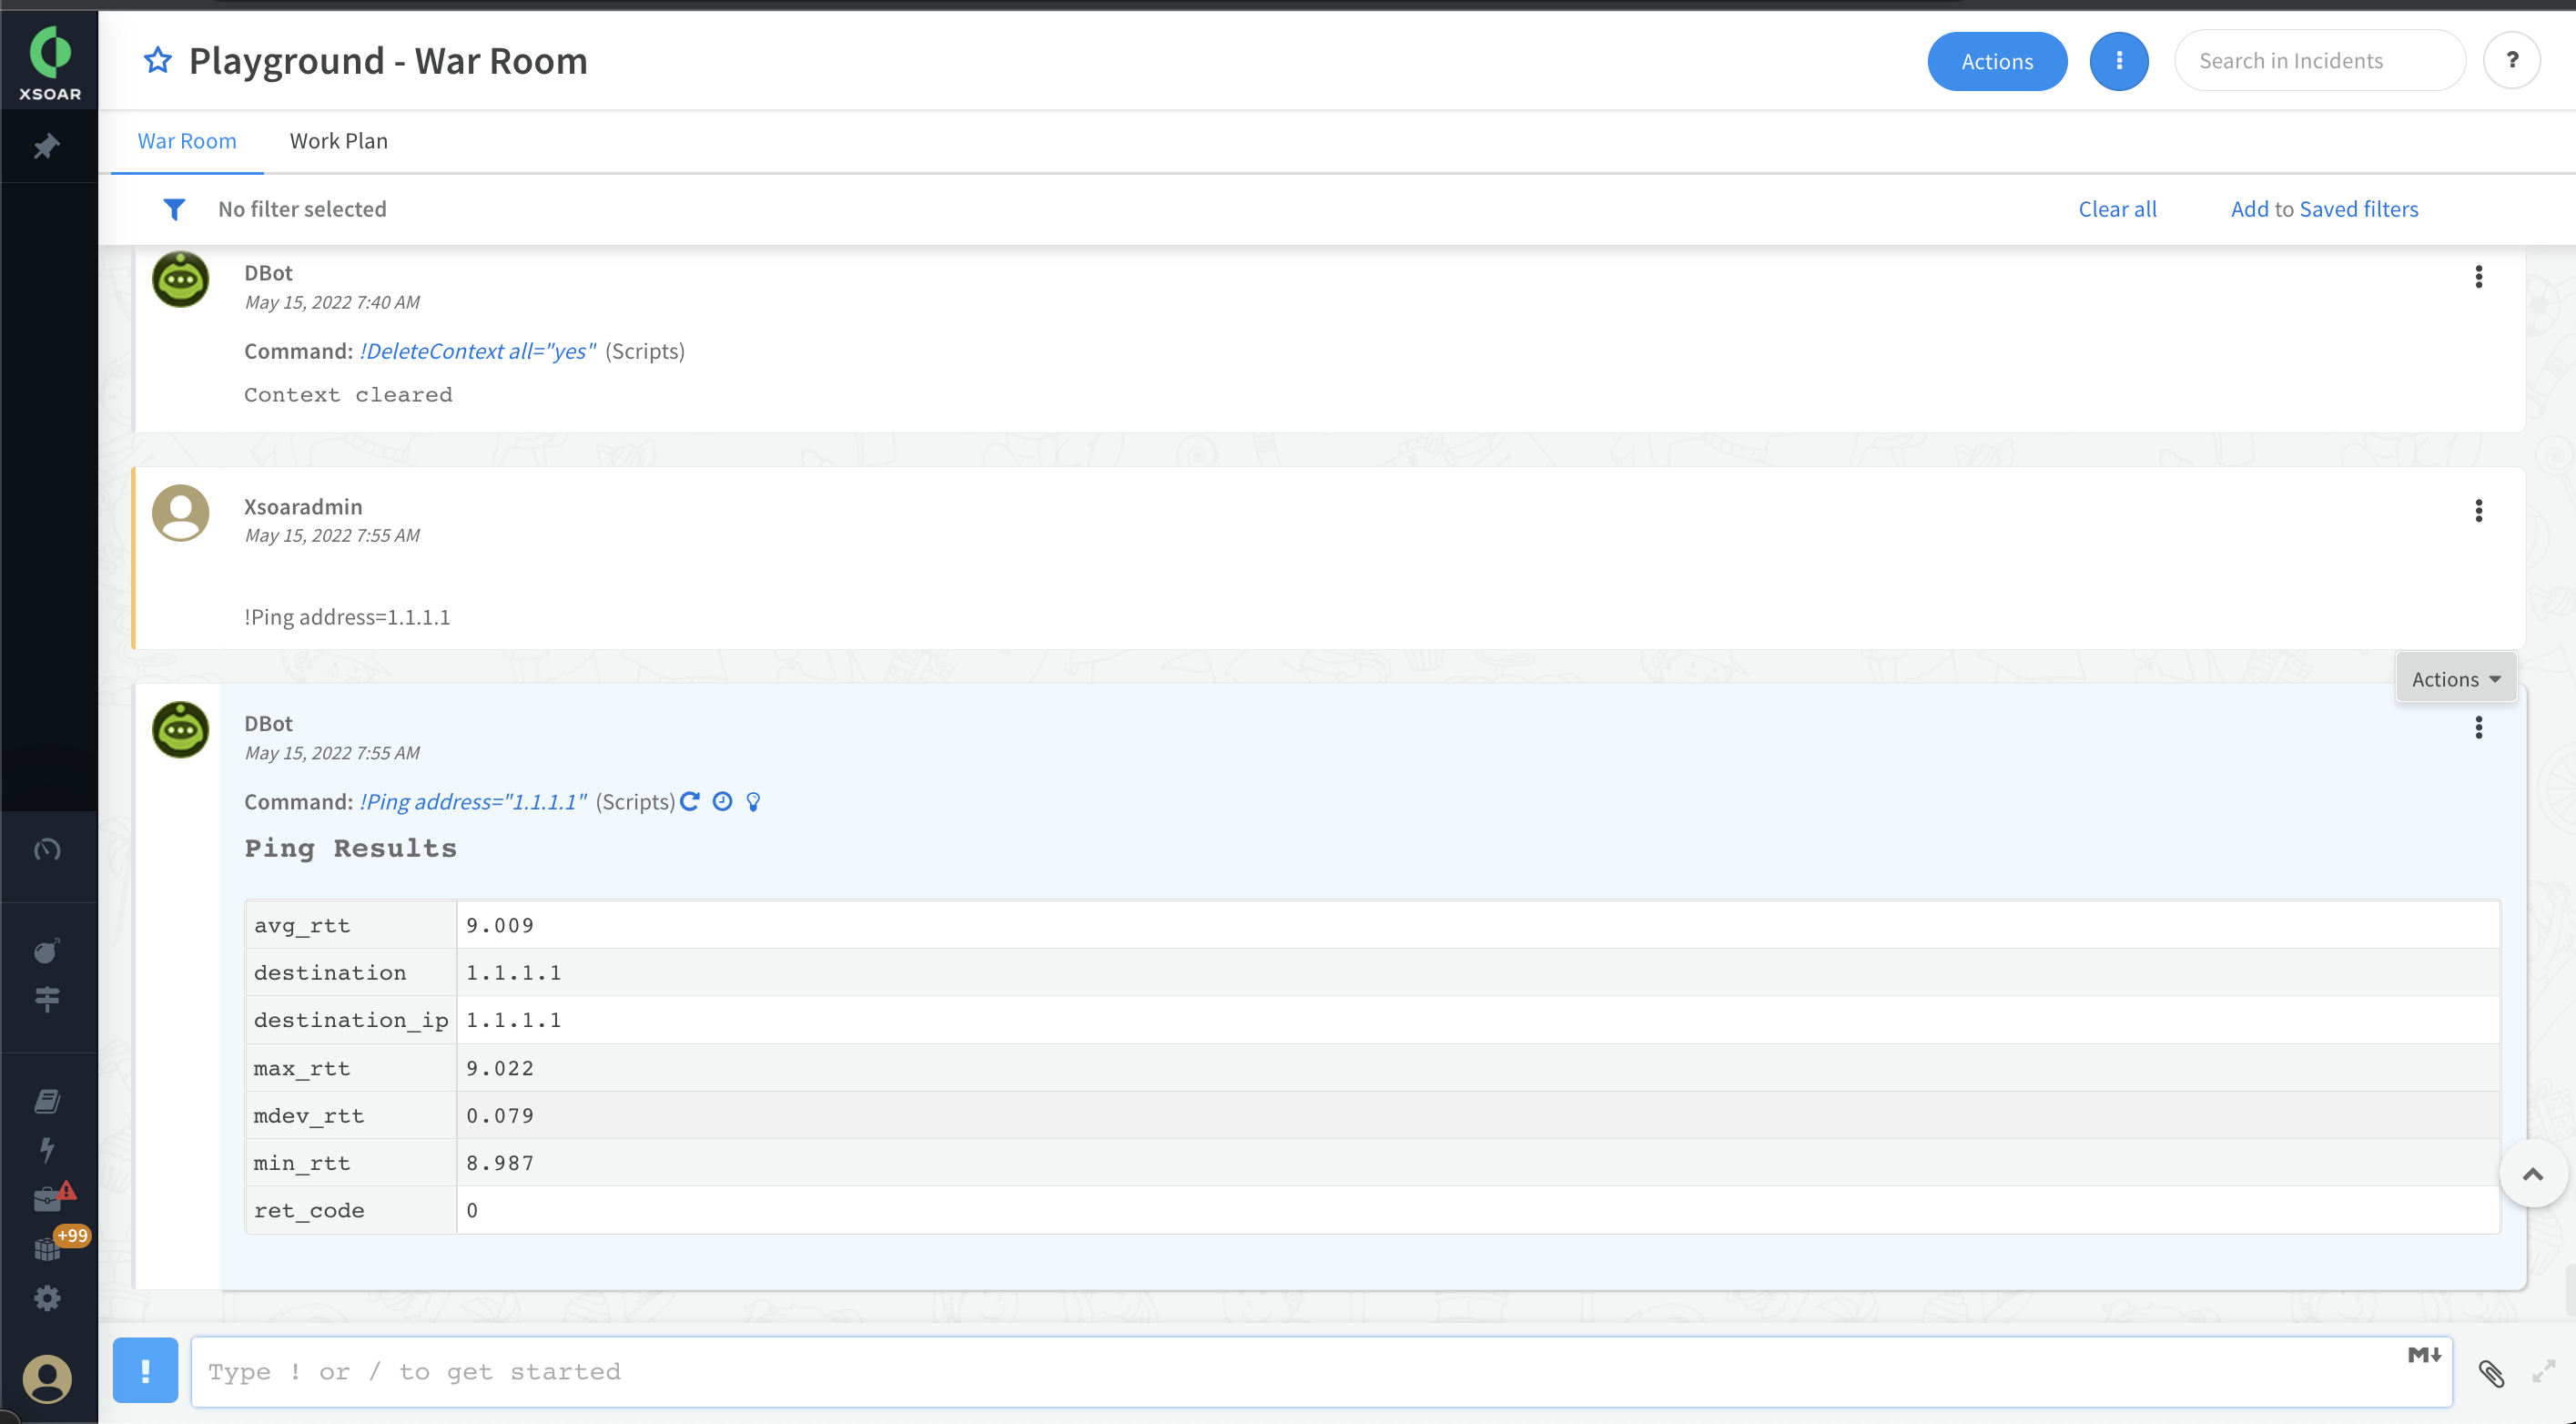 XSOAR
Playground - War Room
Actions
Search in Incidents
?
War Room
Work Plan
No filter selected
Clear all
Add to Saved filters
DBot
May 15, 2022 7:40 AM
Command: !DeleteContext all="yes" (Scripts)
Context cleared
Xsoaradmin
May 15, 2022 7:55 AM
!Ping address=1.1.1.1
Actions
DBot
May 15, 2022 7:55 AM
Command: !Ping address="1.1.1.1" (Scripts)
Ping Results
avg_rtt 9.009
destination 1.1.1.1
destination_ip 1.1.1.1
max_rtt 9.022
mdev_rtt 0.079
min_rtt 8.987
ret_code 0
+99
!
Type ! or / to get started
M